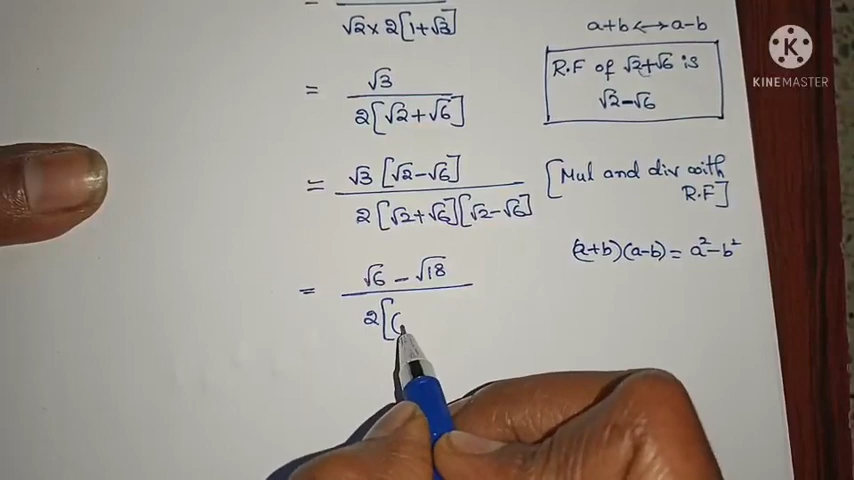 √2 × 2[1+√3]
a+b ⟷ a-b
= √3 / 2[√2+√6]
R.F of √2+√6 is
√2-√6
= √3 [√2-√6] / 2[√2+√6][√2-√6]
[Mul and div with
R.F]
(a+b)(a-b) = a²-b²
= √6 - √18 / 2[(
K
KINEMASTER